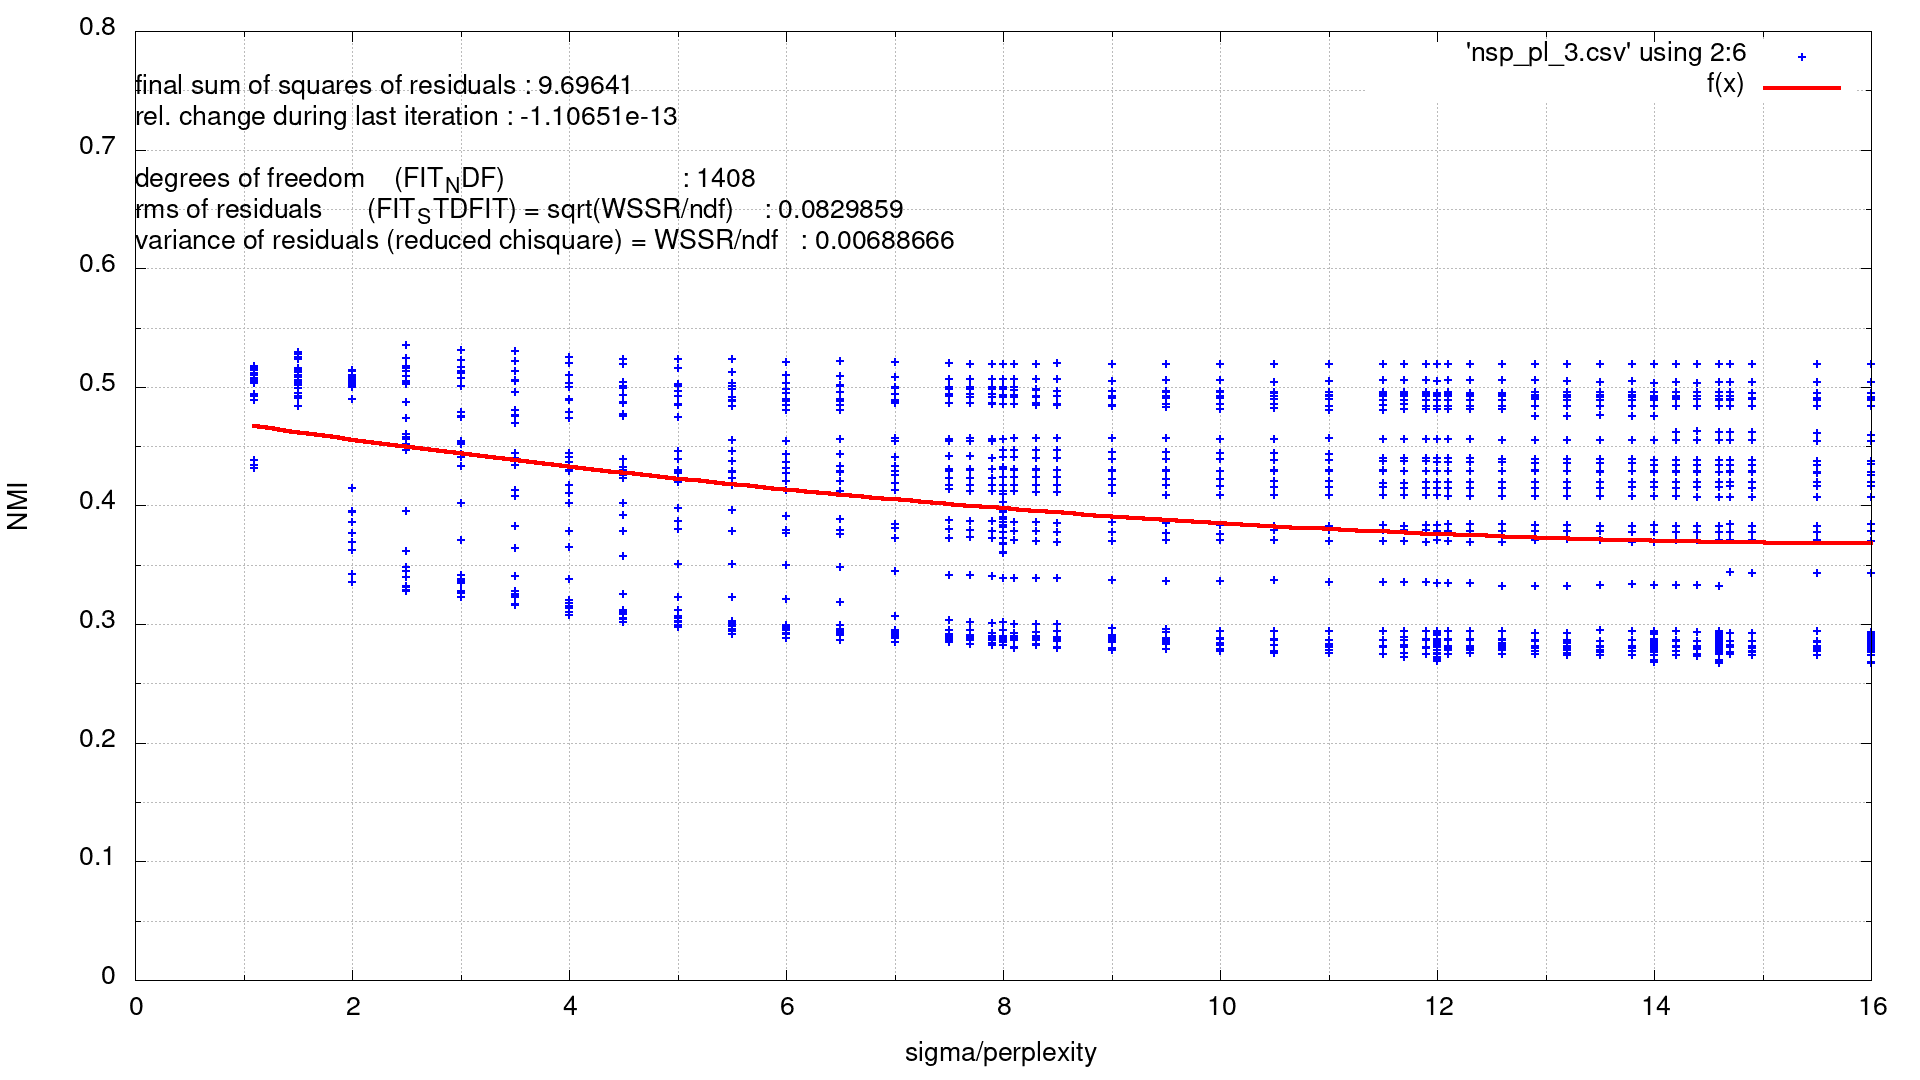 0.8
'nsp_pl_3.csv' using 2:6
f(x)
final sum of squares of residuals : 9.69641
rel. change during last iteration : -1.10651e-13
0.7
degrees of freedom    (FIT_NDF)                        : 1408
rms of residuals      (FIT_STDFIT) = sqrt(WSSR/ndf)    : 0.0829859
variance of residuals (reduced chisquare) = WSSR/ndf   : 0.00688666
0.6
0.5
0.4
NMI
0.3
0.2
0.1
0
0 2 4 6 8 10 12 14 16
sigma/perplexity